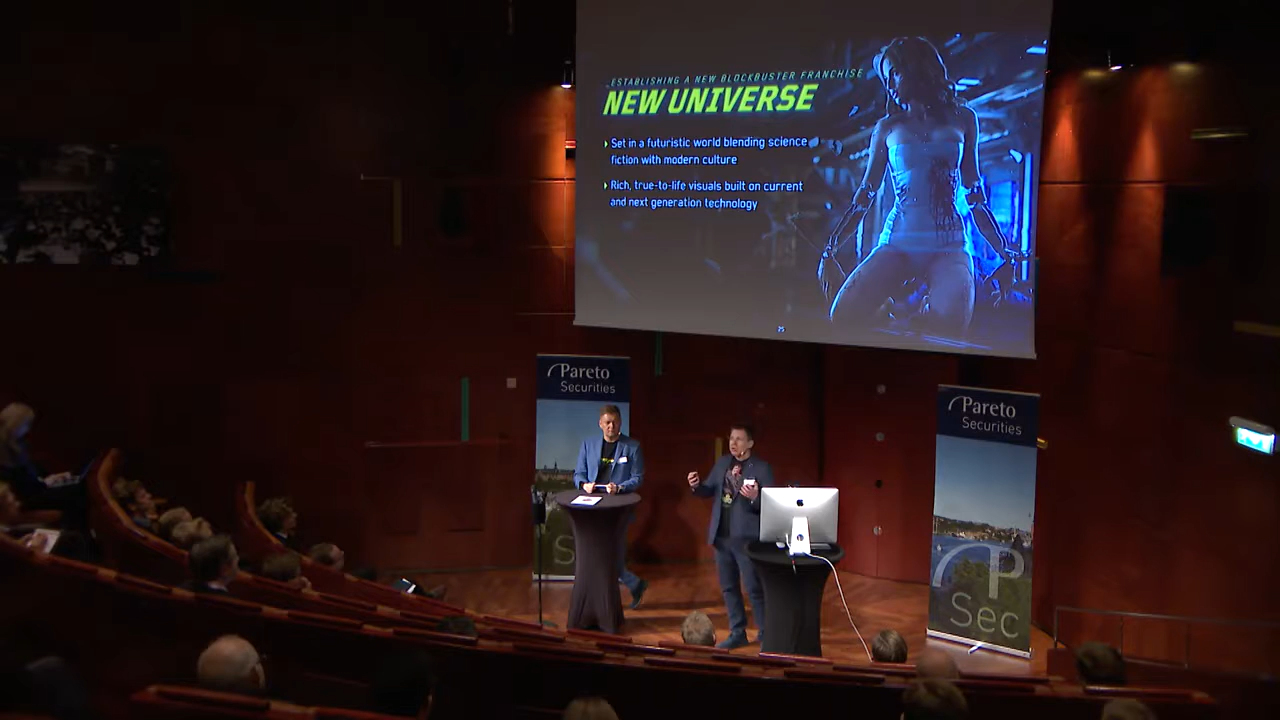 ...ESTABLISHING A NEW BLOCKBUSTER FRANCHISE
NEW UNIVERSE
Set in a futuristic world blending science
fiction with modern culture
Rich, true-to-life visuals built on current
and next generation technology
25
Pareto
Securities
S
Pareto
Securities
P
Sec